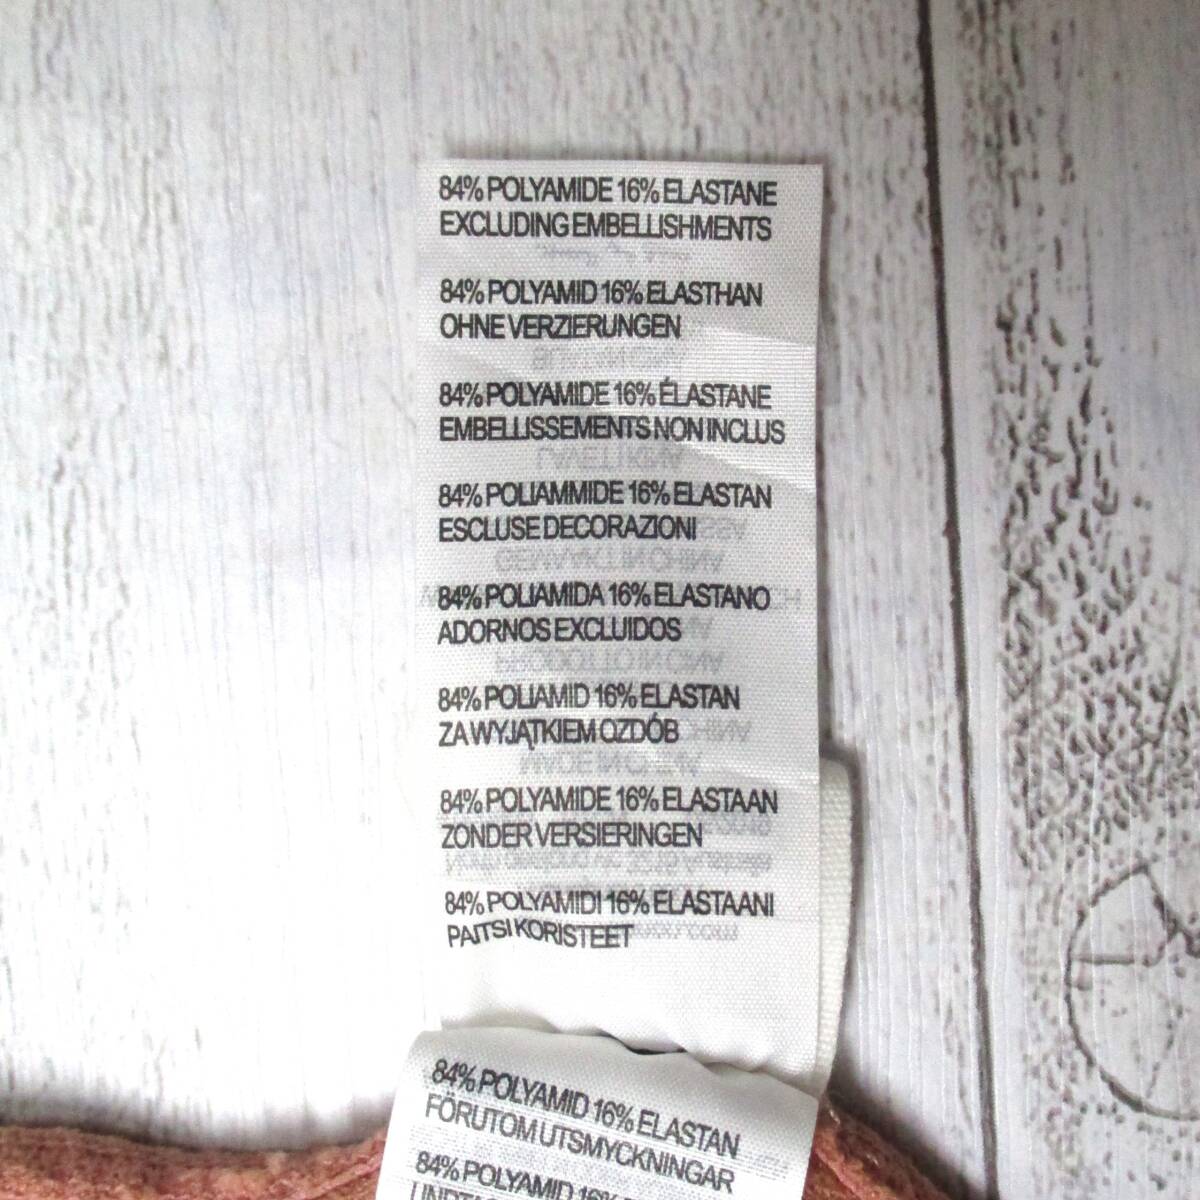 84% POLYAMIDE 16% ELASTANE
EXCLUDING EMBELLISHMENTS
84% POLYAMID 16% ELASTHAN
OHNE VERZIERUNGEN
84% POLYAMIDE 16% ÉLASTANE
EMBELLISSEMENTS NON INCLUS
84% POLIAMMIDE 16% ELASTAN
ESCLUSE DECORAZIONI
84% POLIAMIDA 16% ELASTANO
ADORNOS EXCLUIDOS
84% POLIAMID 16% ELASTAN
ZA WYJĄTKIEM OZDÓB
84% POLYAMIDE 16% ELASTAAN
ZONDER VERSIERINGEN
84% POLYAMIDI 16% ELASTAANI
PAITSI KORISTEET
84% POLYAMID 16% ELASTAN
FÖRUTOM UTSMYCKNINGAR
84% POLYAMID 16%